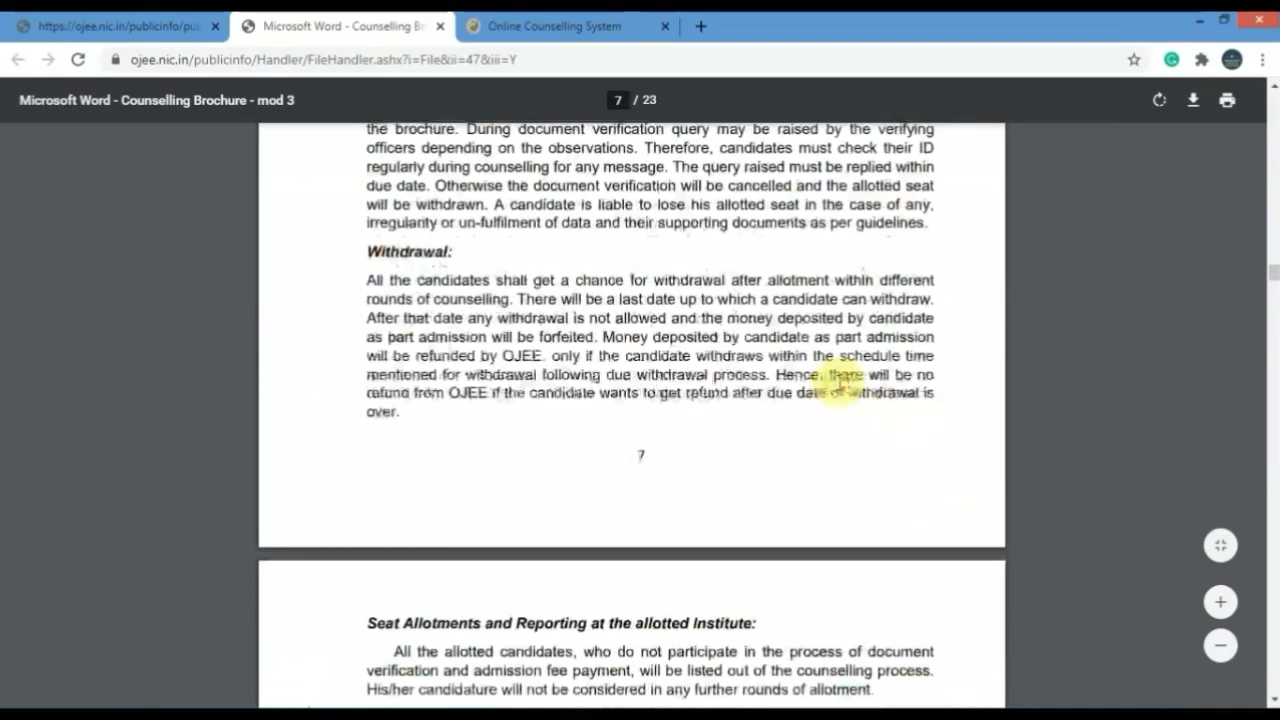 https://ojee.nic.in/publicinfo/pu
Microsoft Word - Counselling Br
Online Counselling System
ojee.nic.in/publicinfo/Handler/FileHandler.ashx?i=File&ii=47&iii=Y
Microsoft Word - Counselling Brochure - mod 3
7 / 23
the brochure. During document verification query may be raised by the verifying
officers depending on the observations. Therefore, candidates must check their ID
regularly during counselling for any message. The query raised must be replied within
due date. Otherwise the document verification will be cancelled and the allotted seat
will be withdrawn. A candidate is liable to lose his allotted seat in the case of any,
irregularity or un-fulfilment of data and their supporting documents as per guidelines.
Withdrawal:
All the candidates shall get a chance for withdrawal after allotment within different
rounds of counselling. There will be a last date up to which a candidate can withdraw.
After that date any withdrawal is not allowed and the money deposited by candidate
as part admission will be forfeited. Money deposited by candidate as part admission
will be refunded by OJEE, only if the candidate withdraws within the schedule time
mentioned for withdrawal following due withdrawal process. Hence, there will be no
refund from OJEE if the candidate wants to get refund after due date of withdrawal is
over.
7
Seat Allotments and Reporting at the allotted Institute:
All the allotted candidates, who do not participate in the process of document
verification and admission fee payment, will be listed out of the counselling process.
His/her candidature will not be considered in any further rounds of allotment.